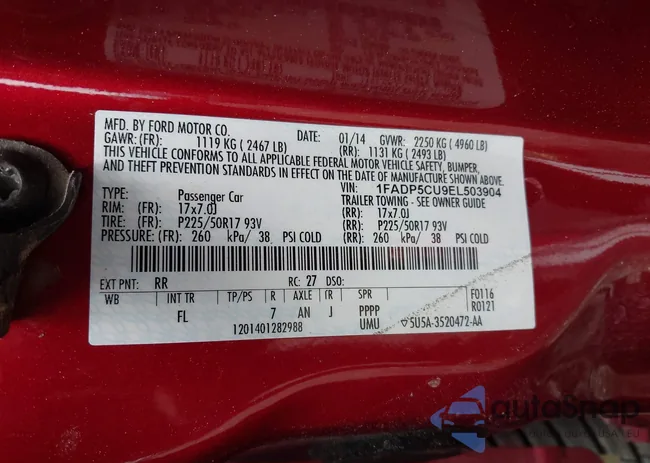 MFD. BY FORD MOTOR CO. DATE: 01/14 GVWR: 2250 KG ( 4960 LB)
GAWR: (FR): 1119 KG ( 2467 LB) (RR): 1131 KG ( 2493 LB)
THIS VEHICLE CONFORMS TO ALL APPLICABLE FEDERAL MOTOR VEHICLE SAFETY, BUMPER,
AND THEFT PREVENTION STANDARDS IN EFFECT ON THE DATE OF MANUFACTURE SHOWN ABOVE.
VIN: 1FADP5CU9EL503904
TYPE: Passenger Car TRAILER TOWING - SEE OWNER GUIDE
RIM: (FR): 17x7.0J (RR): 17x7.0J
TIRE: (FR): P225/50R17 93V (RR): P225/50R17 93V
PRESSURE: (FR): 260 kPa/ 38 PSI COLD (RR): 260 kPa/ 38 PSI COLD
EXT PNT: RR RC: 27 DSO:
WB INT TR TP/PS R AXLE TR SPR F0116
FL 7 AN J PPPP R0121
1201401282988 UMU 5U5A-3520472-AA
autoSnap